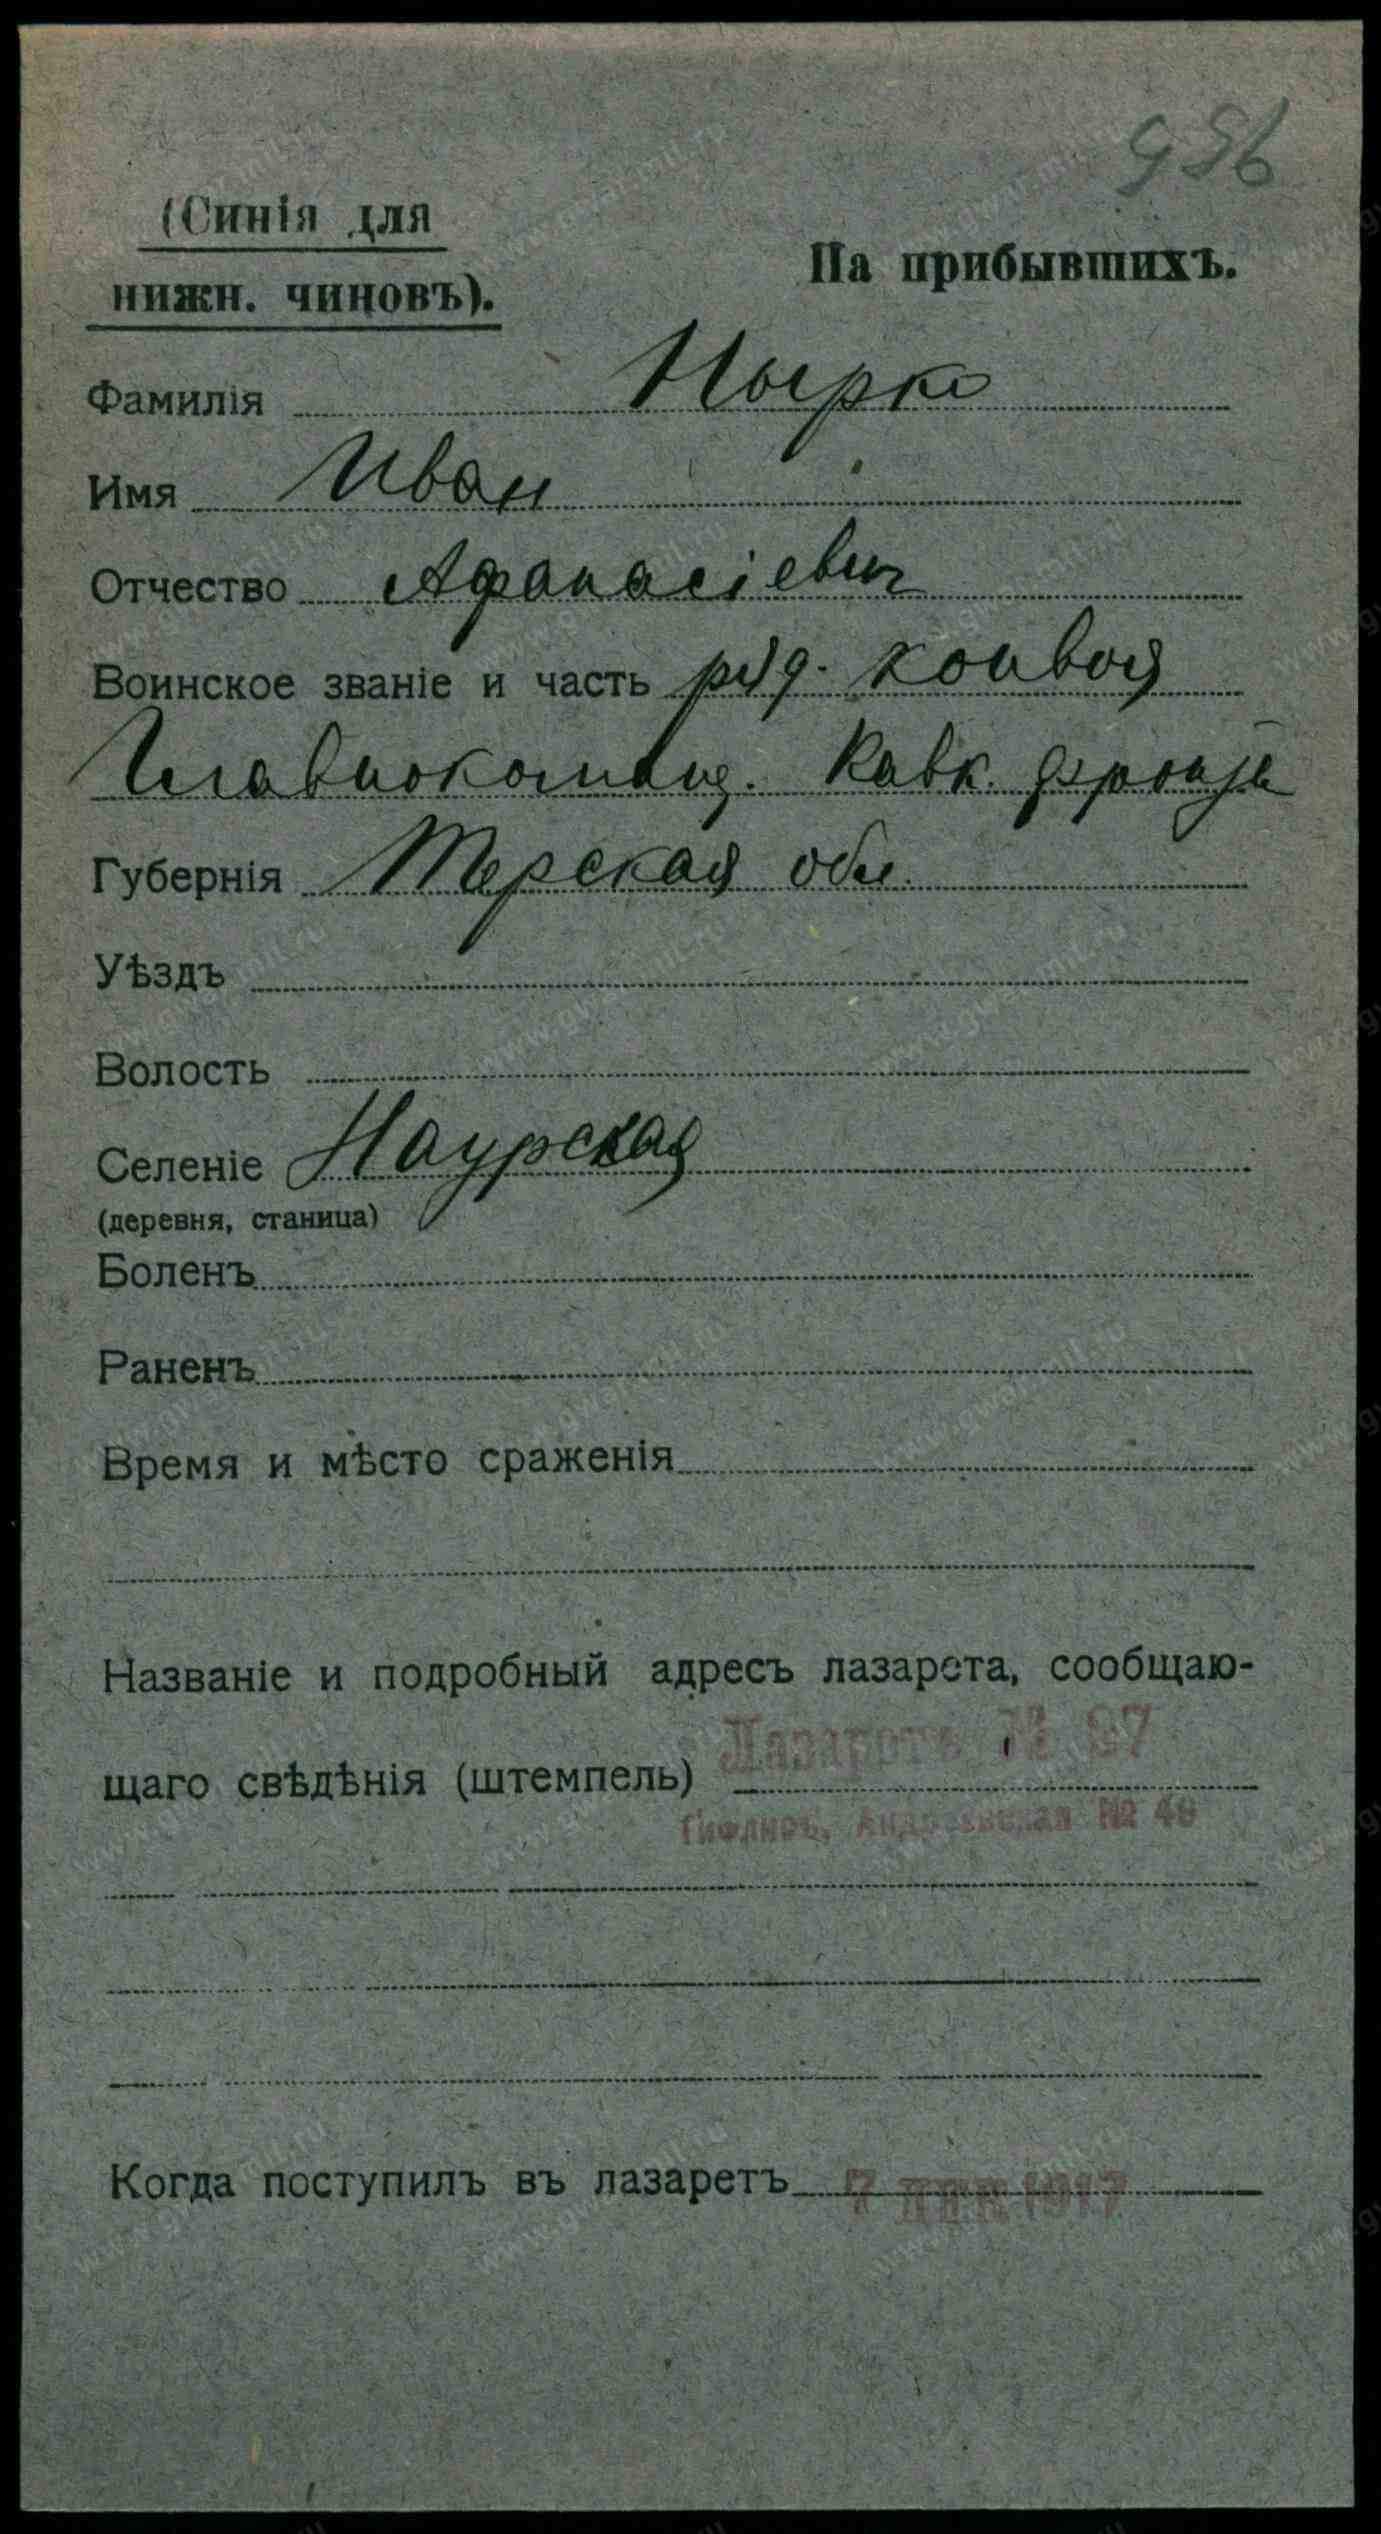 956
(Синія для
нижн. чиновъ).
На прибывшихъ.
Фамилія Нырко
Имя Иван
Отчество Афанасіевич
Воинское званіе и часть ряд. конвоя
Главнокоманд. Кавк. фронта
Губернія Терская обл.
Уѣздъ
Волость
Селеніе Наурская
(деревня, станица)
Боленъ
Раненъ
Время и мѣсто сраженія
Названіе и подробный адресъ лазарета, сообщаю-
щаго свѣдѣнія (штемпель) Лазаретъ № 27
Тифлисъ, Андреевская № 40
Когда поступилъ въ лазаретъ 7 ДЕК 1917